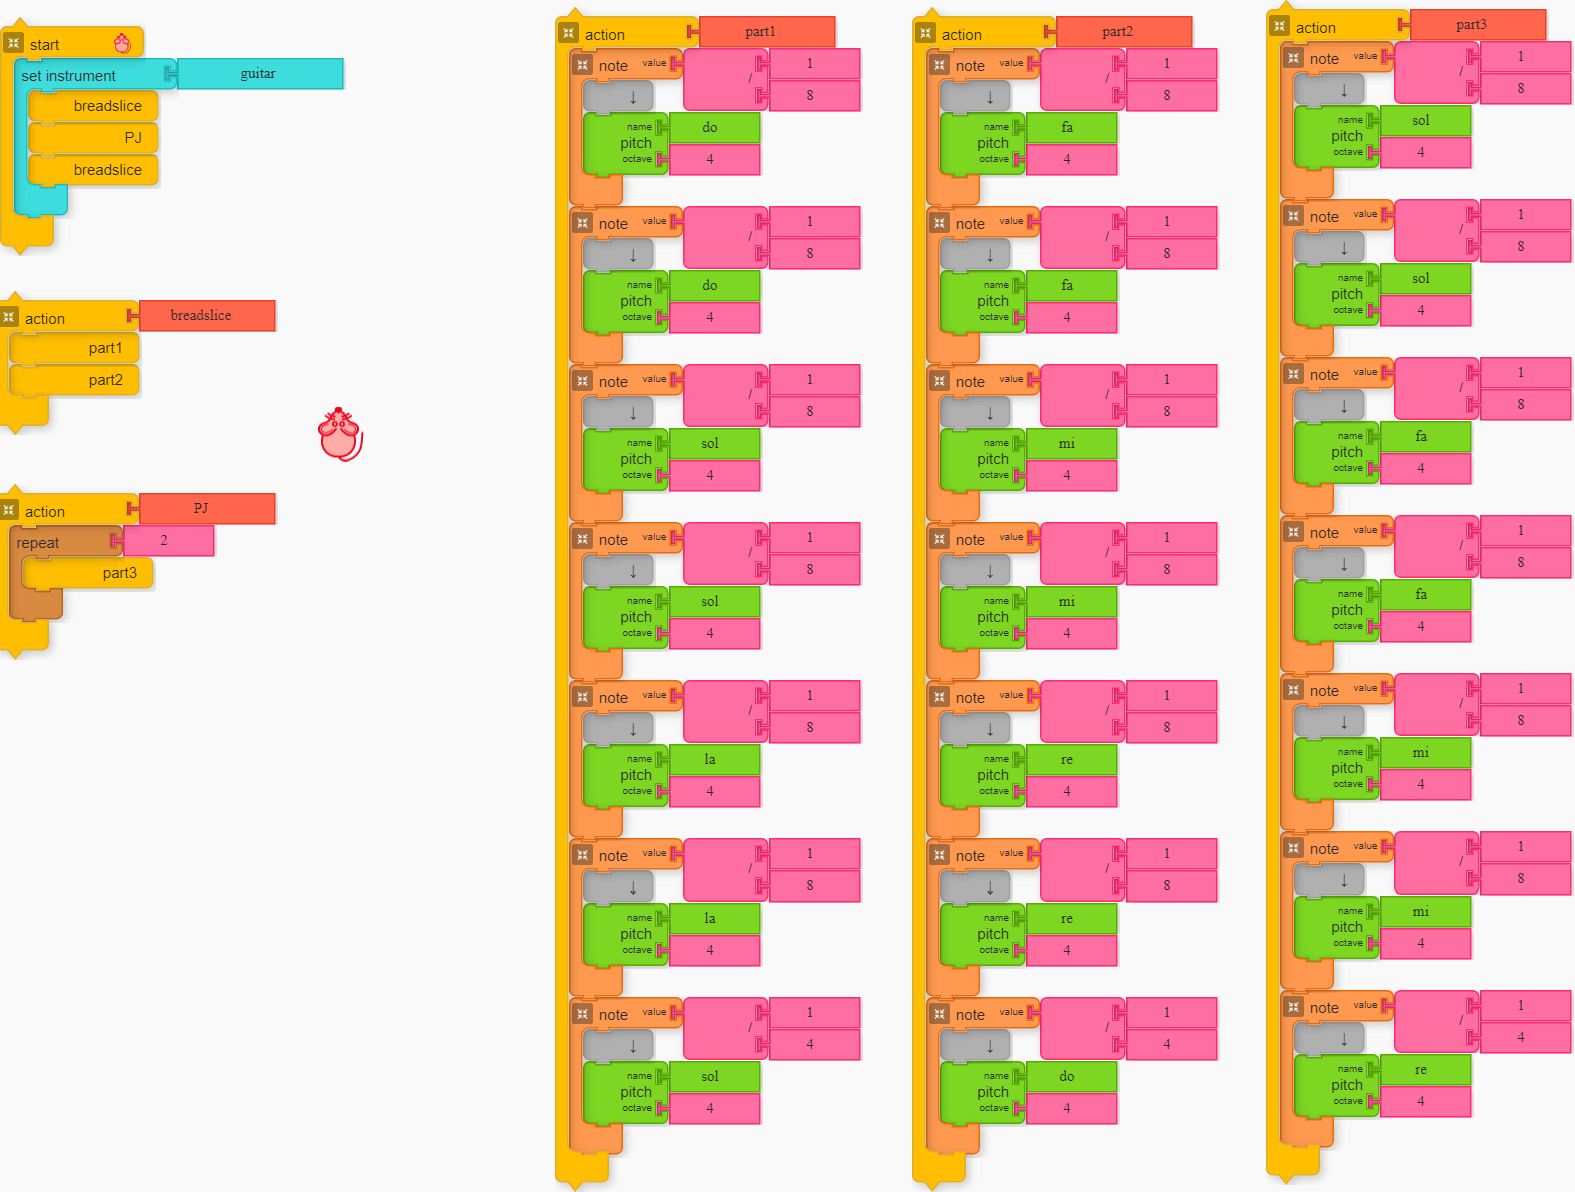 start
set instrument guitar
breadslice
PJ
breadslice
action breadslice
part1
part2
action PJ
repeat 2
part3
action part1
note value / 1
8
↓
name do
pitch
octave 4
note value / 1
8
↓
name do
pitch
octave 4
note value / 1
8
↓
name sol
pitch
octave 4
note value / 1
8
↓
name sol
pitch
octave 4
note value / 1
8
↓
name la
pitch
octave 4
note value / 1
8
↓
name la
pitch
octave 4
note value / 1
4
↓
name sol
pitch
octave 4
action part2
note value / 1
8
↓
name fa
pitch
octave 4
note value / 1
8
↓
name fa
pitch
octave 4
note value / 1
8
↓
name mi
pitch
octave 4
note value / 1
8
↓
name mi
pitch
octave 4
note value / 1
8
↓
name re
pitch
octave 4
note value / 1
8
↓
name re
pitch
octave 4
note value / 1
4
↓
name do
pitch
octave 4
action part3
note value / 1
8
↓
name sol
pitch
octave 4
note value / 1
8
↓
name sol
pitch
octave 4
note value / 1
8
↓
name fa
pitch
octave 4
note value / 1
8
↓
name fa
pitch
octave 4
note value / 1
8
↓
name mi
pitch
octave 4
note value / 1
8
↓
name mi
pitch
octave 4
note value / 1
4
↓
name re
pitch
octave 4